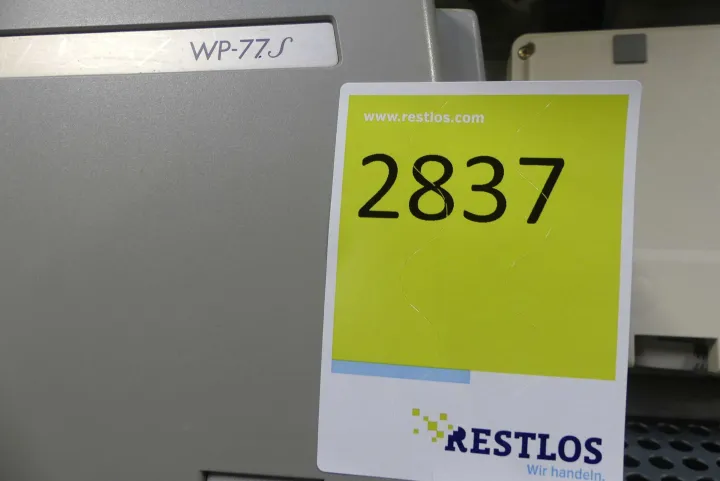 WP-77S
www.restlos.com
2837
RESTLOS
Wir handeln.